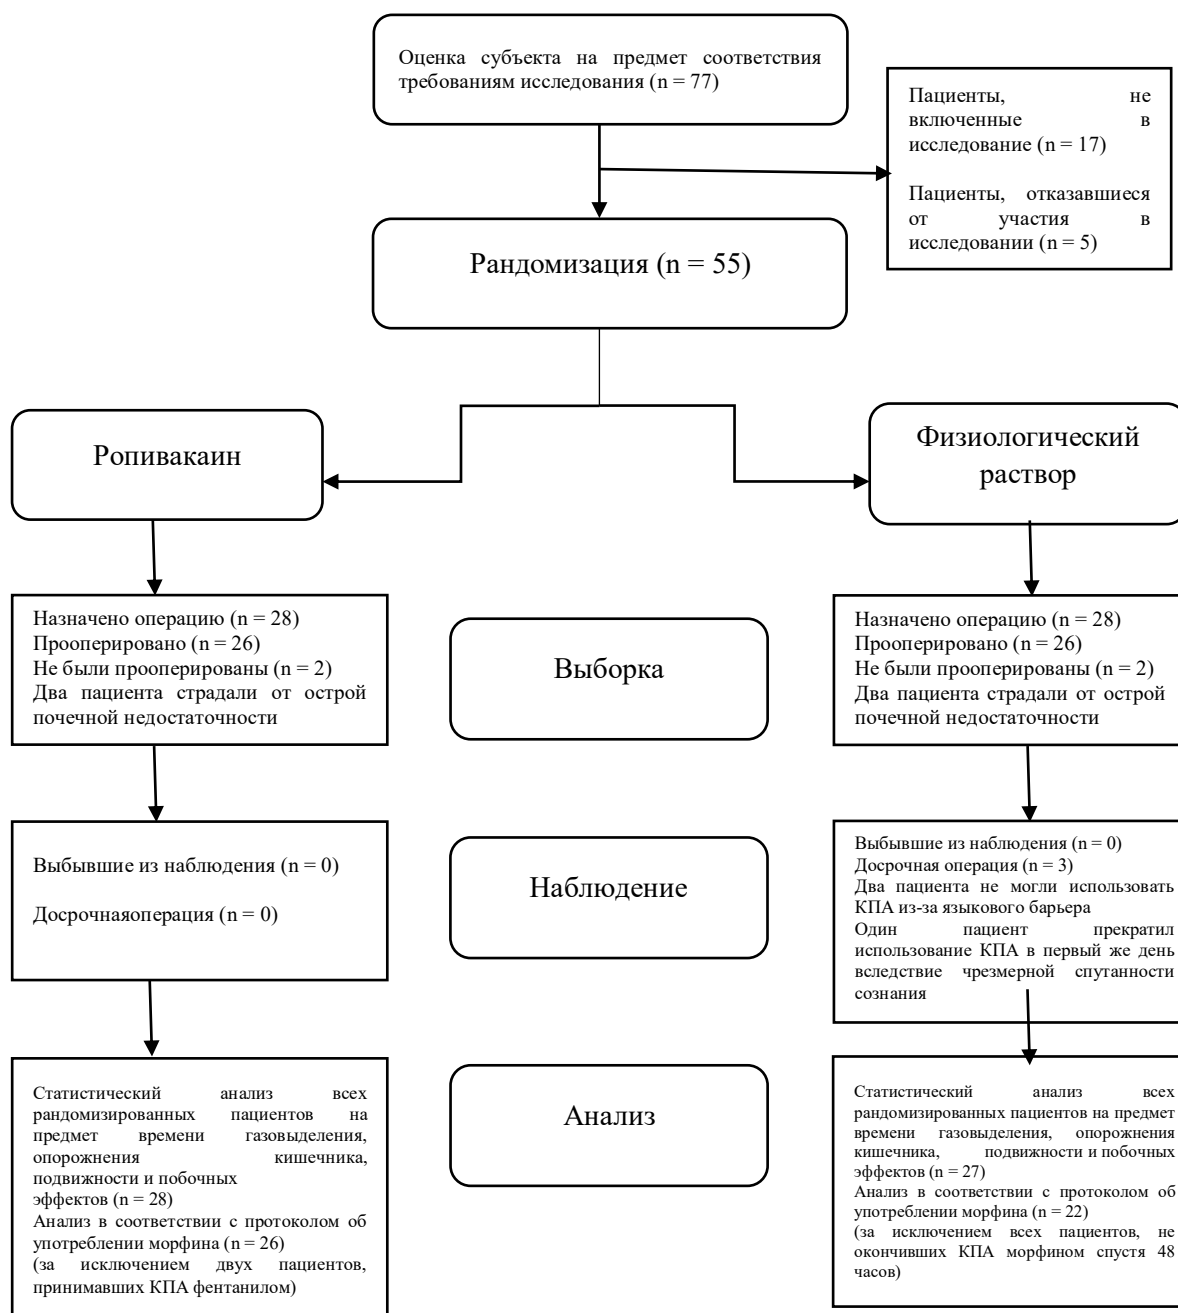 Оценка субъекта на предмет соответствия
требованиям исследования (n = 77)
Пациенты, не
включенные в
исследование (n = 17)
Пациенты, отказавшиеся
от участия в
исследовании (n = 5)
Рандомизация (n = 55)
Ропивакаин
Физиологический
раствор
Назначено операцию (n = 28)
Прооперировано (n = 26)
Не были прооперированы (n = 2)
Два пациента страдали от острой
почечной недостаточности
Выборка
Назначено операцию (n = 28)
Прооперировано (n = 26)
Не были прооперированы (n = 2)
Два пациента страдали от острой
почечной недостаточности
Выбывшие из наблюдения (n = 0)
Досрочнаяоперация (n = 0)
Наблюдение
Выбывшие из наблюдения (n = 0)
Досрочная операция (n = 3)
Два пациента не могли использовать
КПА из-за языкового барьера
Один пациент прекратил
использование КПА в первый же день
вследствие чрезмерной спутанности
сознания
Статистический анализ всех
рандомизированных пациентов на
предмет времени газовыделения,
опорожнения кишечника,
подвижности и побочных
эффектов (n = 28)
Анализ в соответствии с протоколом об
употреблении морфина (n = 26)
(за исключением двух пациентов,
принимавших КПА фентанилом)
Анализ
Статистический анализ всех
рандомизированных пациентов на предмет
времени газовыделения, опорожнения
кишечника, подвижности и побочных
эффектов (n = 27)
Анализ в соответствии с протоколом об
употреблении морфина (n = 22)
(за исключением всех пациентов, не
окончивших КПА морфином спустя 48
часов)